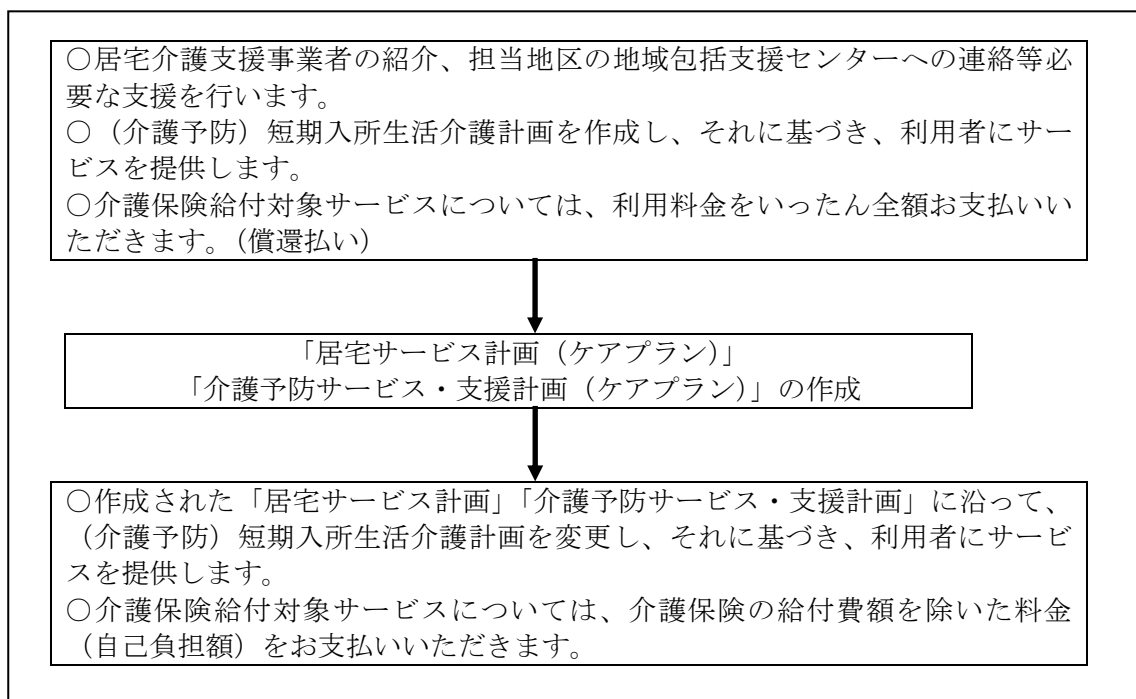 ○居宅介護支援事業者の紹介、担当地区の地域包括支援センターへの連絡等必
要な支援を行います。
○（介護予防）短期入所生活介護計画を作成し、それに基づき、利用者にサー
ビスを提供します。
○介護保険給付対象サービスについては、利用料金をいったん全額お支払いい
ただきます。（償還払い）
「居宅サービス計画（ケアプラン）」
「介護予防サービス・支援計画（ケアプラン）」の作成
○作成された「居宅サービス計画」「介護予防サービス・支援計画」に沿って、
（介護予防）短期入所生活介護計画を変更し、それに基づき、利用者にサービ
スを提供します。
○介護保険給付対象サービスについては、介護保険の給付費額を除いた料金
（自己負担額）をお支払いいただきます。